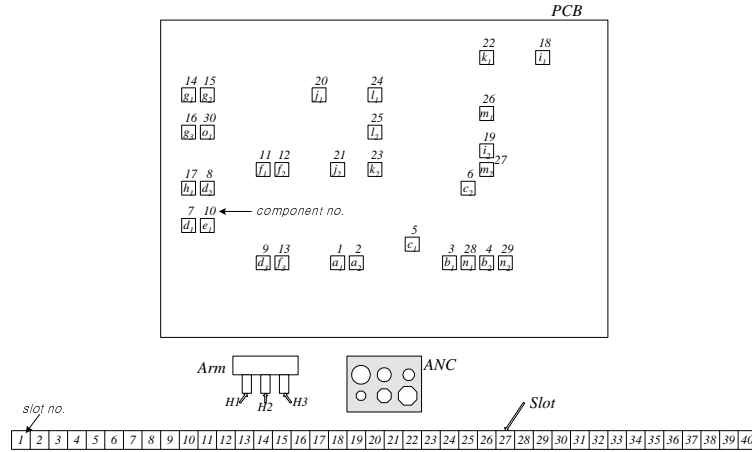 PCB
22 18
k1 i1
14 15 20 24
g1 g2 j1 l1
26
m1
16 30 25
g3 o1 l2
19
i2
11 12 21 23 27
f1 f2 j2 k2 m2
17 8 6
h1 d2 c2
7 10 component no.
d1 e1
5
c1
9 13 1 2 3 28 4 29
d3 f3 a1 a2 b1 n1 b2 n2
Arm ANC
H1 H2 H3
slot no. Slot
1 2 3 4 5 6 7 8 9 10 11 12 13 14 15 16 17 18 19 20 21 22 23 24 25 26 27 28 29 30 31 32 33 34 35 36 37 38 39 40